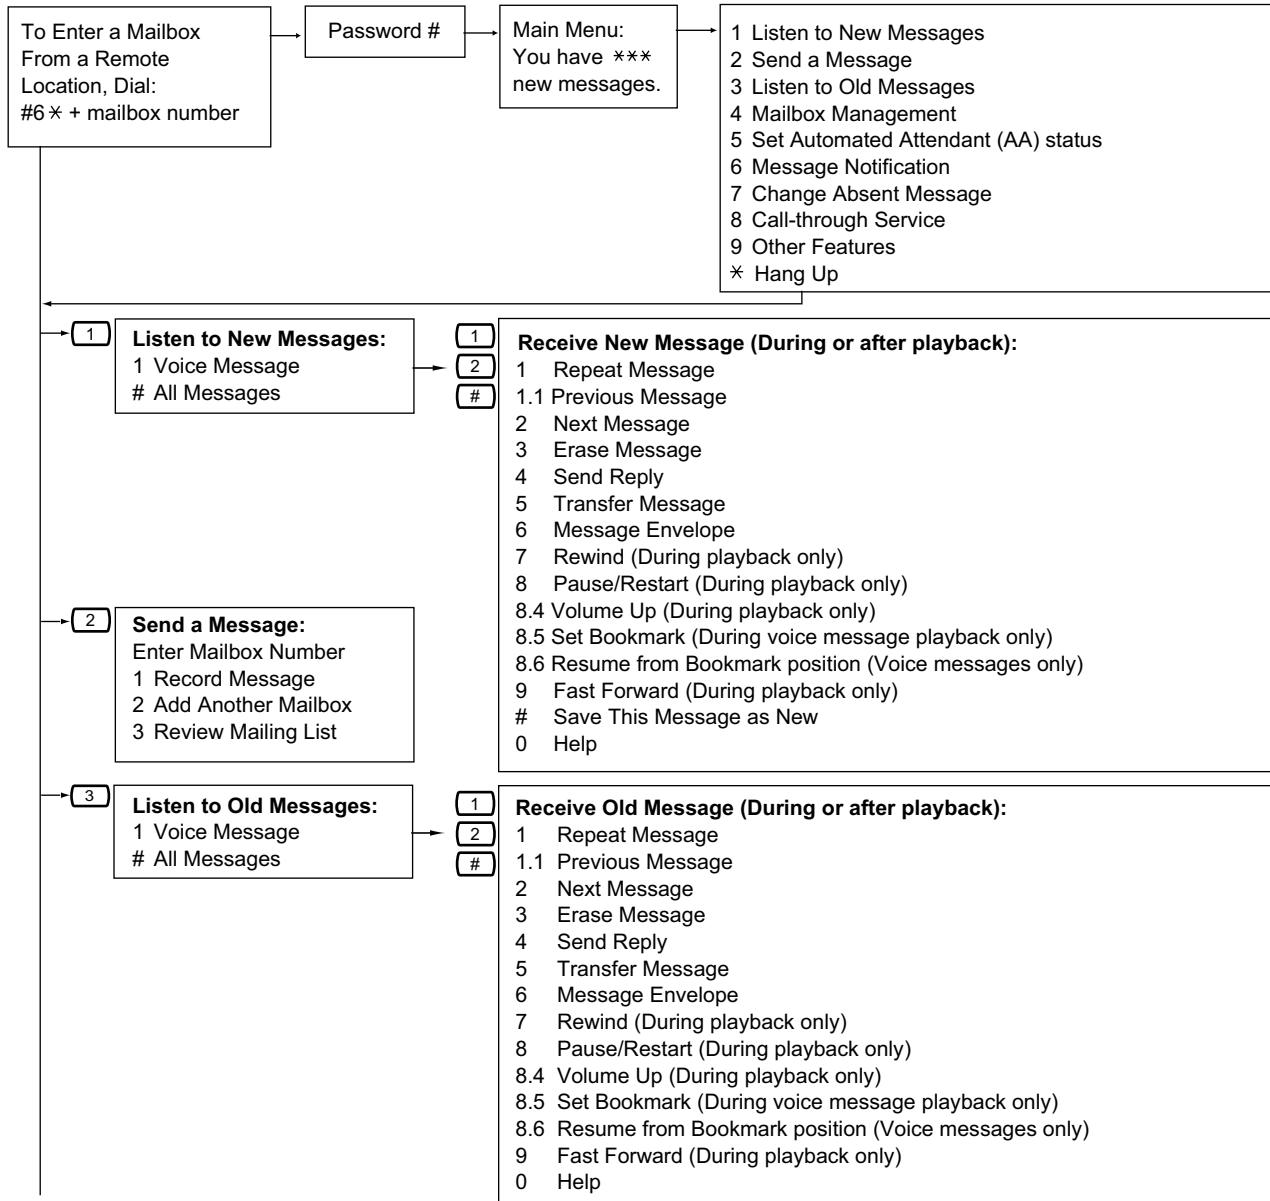 To Enter a Mailbox
From a Remote
Location, Dial:
#6* + mailbox number
Password #
Main Menu:
You have ***
new messages.
1 Listen to New Messages
2 Send a Message
3 Listen to Old Messages
4 Mailbox Management
5 Set Automated Attendant (AA) status
6 Message Notification
7 Change Absent Message
8 Call-through Service
9 Other Features
* Hang Up
1
Listen to New Messages:
1 Voice Message
# All Messages
1
2
#
Receive New Message (During or after playback):
1 Repeat Message
1.1 Previous Message
2 Next Message
3 Erase Message
4 Send Reply
5 Transfer Message
6 Message Envelope
7 Rewind (During playback only)
8 Pause/Restart (During playback only)
8.4 Volume Up (During playback only)
8.5 Set Bookmark (During voice message playback only)
8.6 Resume from Bookmark position (Voice messages only)
9 Fast Forward (During playback only)
# Save This Message as New
0 Help
2
Send a Message:
Enter Mailbox Number
1 Record Message
2 Add Another Mailbox
3 Review Mailing List
3
Listen to Old Messages:
1 Voice Message
# All Messages
1
2
#
Receive Old Message (During or after playback):
1 Repeat Message
1.1 Previous Message
2 Next Message
3 Erase Message
4 Send Reply
5 Transfer Message
6 Message Envelope
7 Rewind (During playback only)
8 Pause/Restart (During playback only)
8.4 Volume Up (During playback only)
8.5 Set Bookmark (During voice message playback only)
8.6 Resume from Bookmark position (Voice messages only)
9 Fast Forward (During playback only)
0 Help